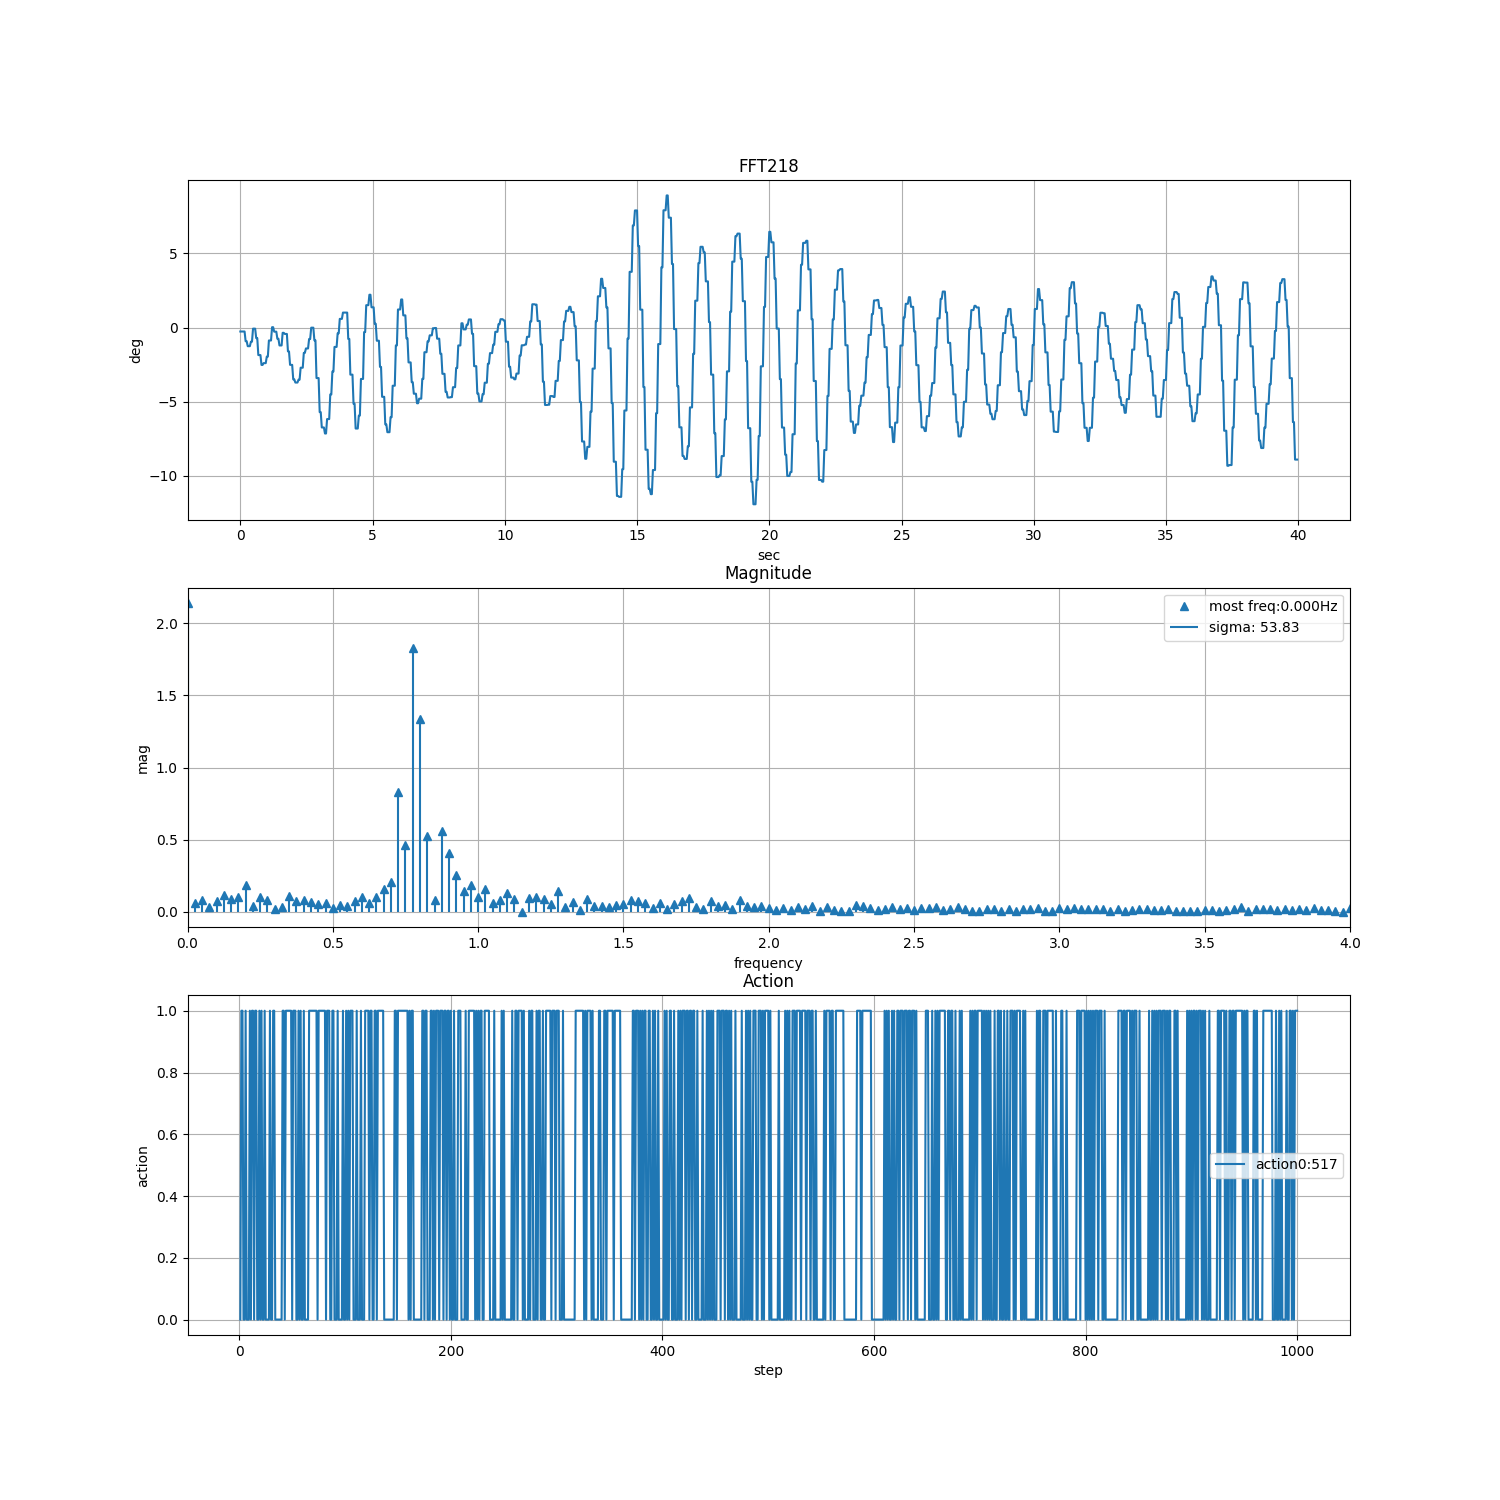 FFT218
deg
5
0
−5
−10
0 5 10 15 20 25 30 35 40
sec
Magnitude
mag
2.0
1.5
1.0
0.5
0.0
most freq:0.000Hz
sigma: 53.83
0.0 0.5 1.0 1.5 2.0 2.5 3.0 3.5 4.0
frequency
Action
action
1.0
0.8
0.6
0.4
0.2
0.0
action0:517
0 200 400 600 800 1000
step